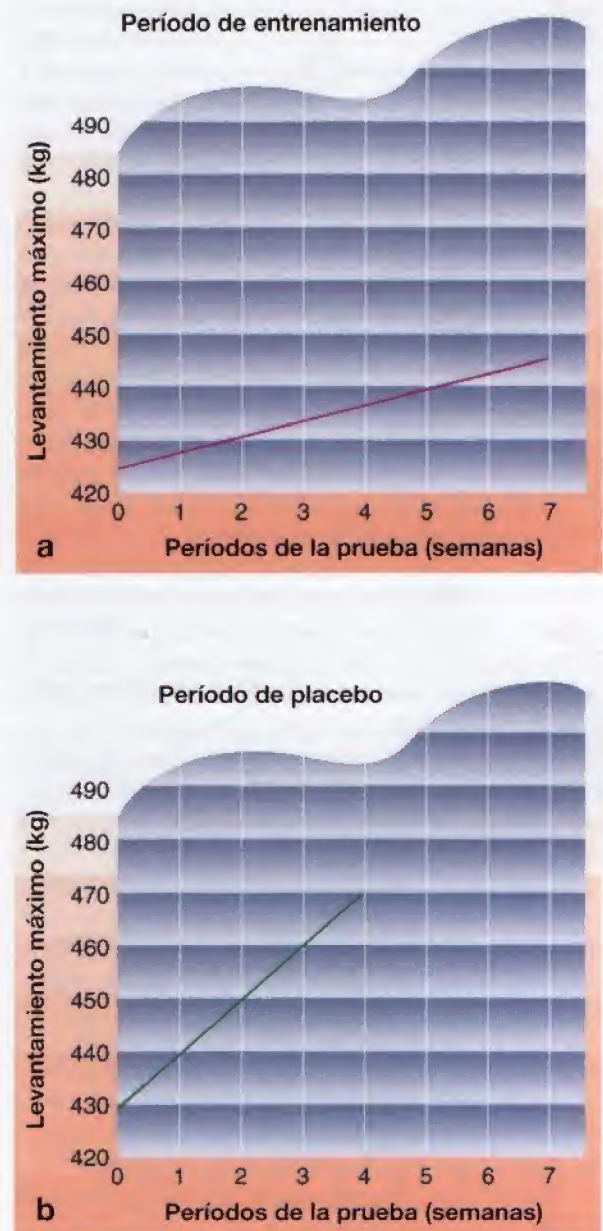 Período de entrenamiento
Levantamiento máximo (kg)
490
480
470
460
450
440
430
420
0 1 2 3 4 5 6 7
a
Períodos de la prueba (semanas)
Período de placebo
Levantamiento máximo (kg)
490
480
470
460
450
440
430
420
0 1 2 3 4 5 6 7
b
Períodos de la prueba (semanas)